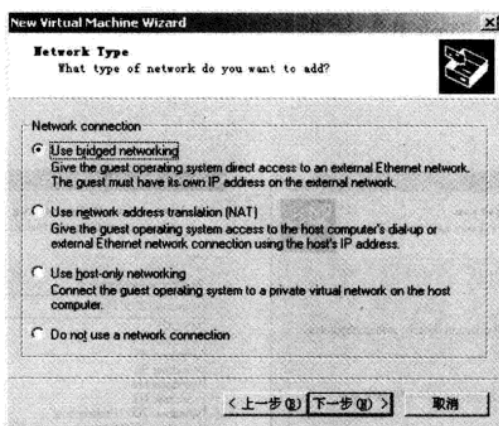 New Virtual Machine Wizard
Network Type
What type of network do you want to add?
Network connection
Use bridged networking
Give the guest operating system direct access to an external Ethernet network.
The guest must have its own IP address on the external network.
Use network address translation (NAT)
Give the guest operating system access to the host computer's dial-up or
external Ethernet network connection using the host's IP address.
Use host-only networking
Connect the guest operating system to a private virtual network on the host
computer.
Do not use a network connection
< 上一步(B) 下一步(N) > 取消